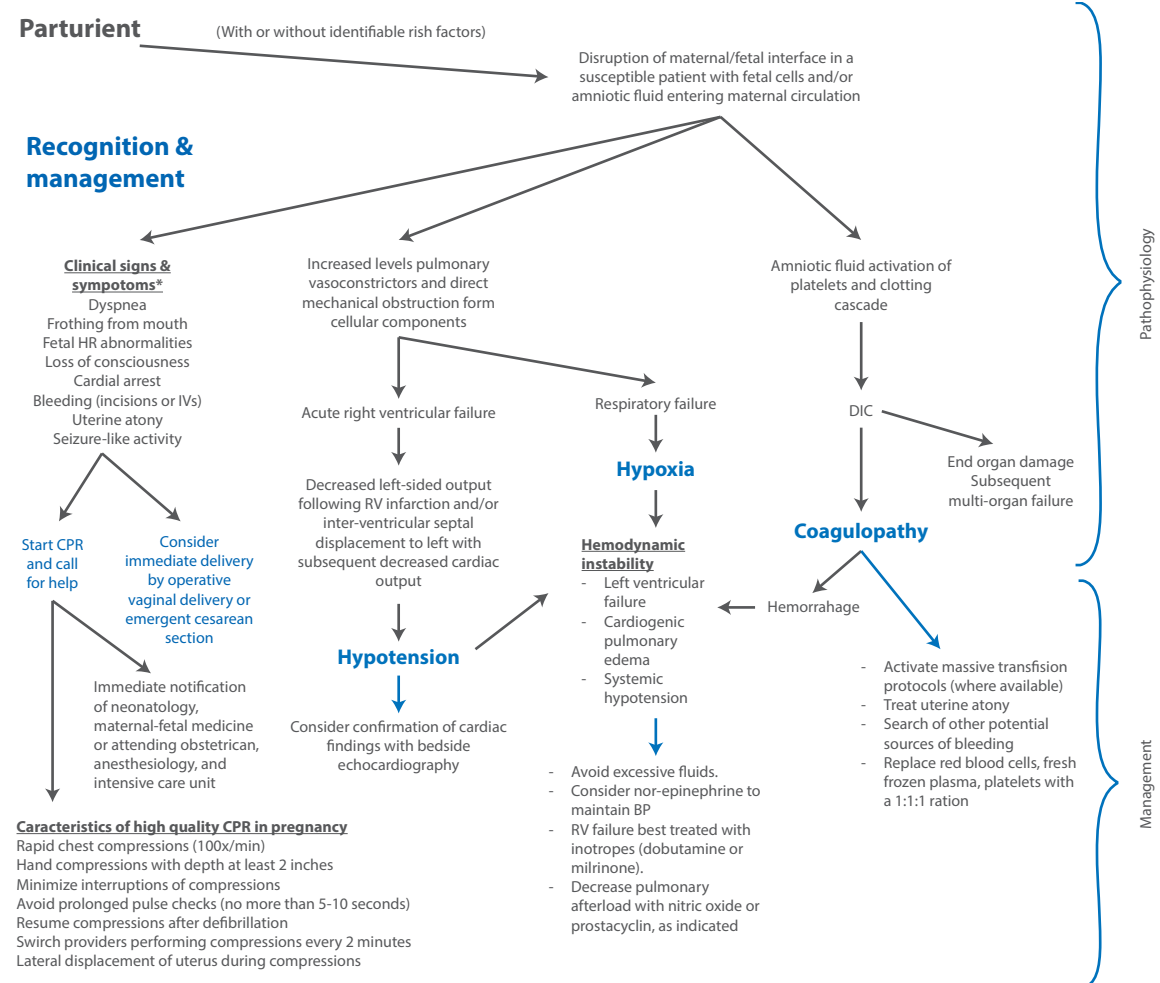 Parturient
(With or without identifiable rish factors)
Disruption of maternal/fetal interface in a
susceptible patient with fetal cells and/or
amniotic fluid entering maternal circulation
Recognition &
management
Clinical signs &
sympotoms*
Dyspnea
Frothing from mouth
Fetal HR abnormalities
Loss of consciousness
Cardial arrest
Bleeding (incisions or IVs)
Uterine atony
Seizure-like activity
Increased levels pulmonary
vasoconstrictors and direct
mechanical obstruction form
cellular components
Amniotic fluid activation of
platelets and clotting
cascade
Pathophysiology
Acute right ventricular failure
Respiratory failure
DIC
Hypoxia
End organ damage
Subsequent
multi-organ failure
Decreased left-sided output
following RV infarction and/or
inter-ventricular septal
displacement to left with
subsequent decreased cardiac
output
Coagulopathy
Start CPR
and call
for help
Consider
immediate delivery
by operative
vaginal delivery or
emergent cesarean
section
Hemodynamic
instability
- Left ventricular
failure
- Cardiogenic
pulmonary
edema
- Systemic
hypotension
Hemorrahage
Hypotension
Immediate notification
of neonatology,
maternal-fetal medicine
or attending obstetrican,
anesthesiology, and
intensive care unit
Consider confirmation of cardiac
findings with bedside
echocardiography
- Activate massive transfision
protocols (where available)
- Treat uterine atony
- Search of other potential
sources of bleeding
- Replace red blood cells, fresh
frozen plasma, platelets with
a 1:1:1 ration
Management
- Avoid excessive fluids.
- Consider nor-epinephrine to
maintain BP
- RV failure best treated with
inotropes (dobutamine or
milrinone).
- Decrease pulmonary
afterload with nitric oxide or
prostacyclin, as indicated
Caracteristics of high quality CPR in pregnancy
Rapid chest compressions (100x/min)
Hand compressions with depth at least 2 inches
Minimize interruptions of compressions
Avoid prolonged pulse checks (no more than 5-10 seconds)
Resume compressions after defibrillation
Swirch providers performing compressions every 2 minutes
Lateral displacement of uterus during compressions